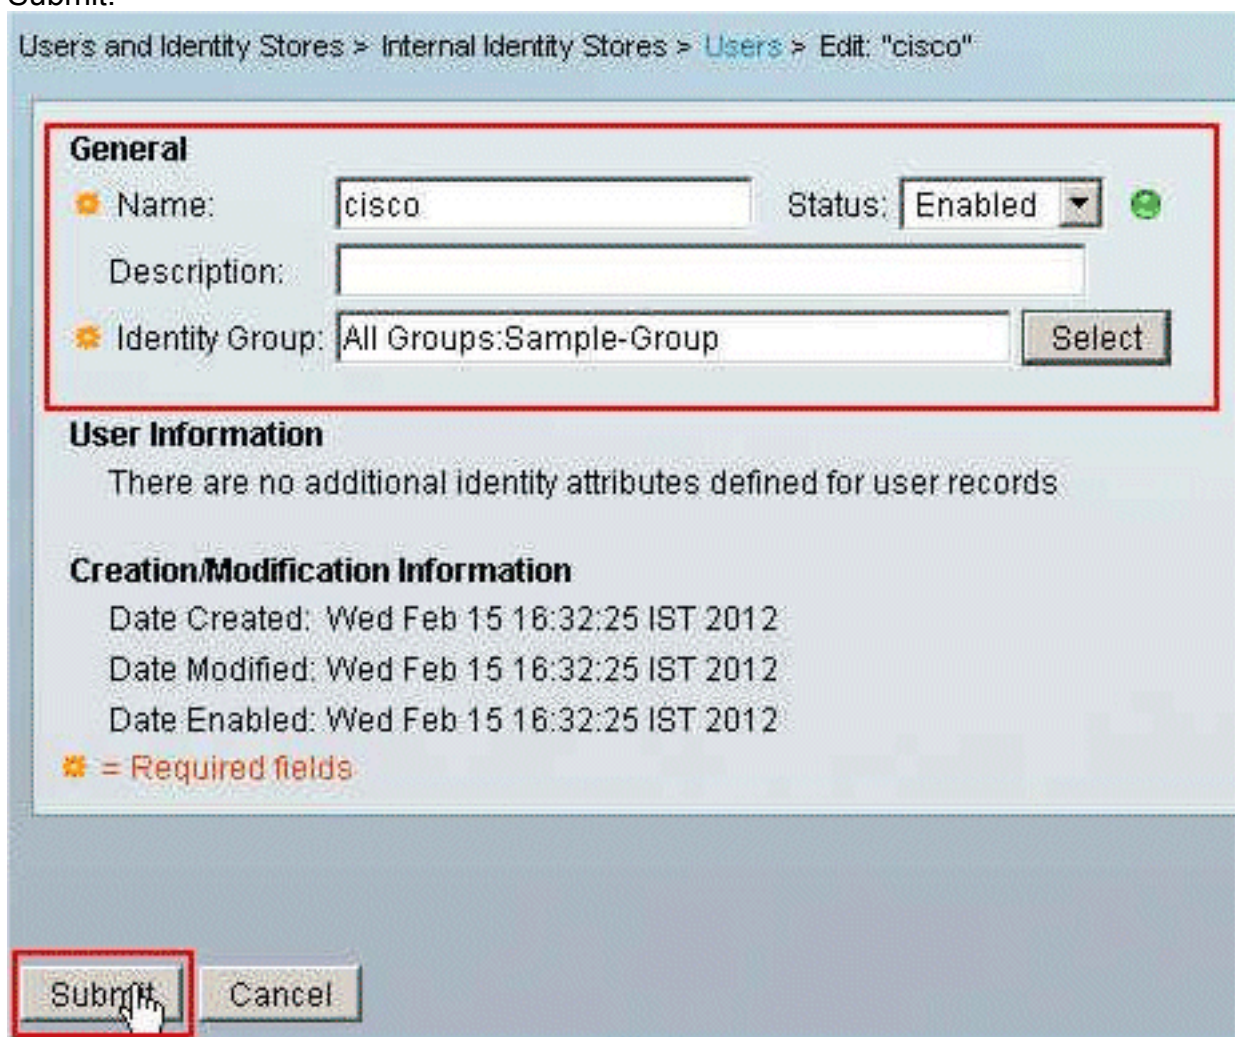 Submit.
Users and Identity Stores > Internal Identity Stores > Users > Edit: "cisco"
General
Name: cisco Status: Enabled
Description:
Identity Group: All Groups:Sample-Group Select
User Information
There are no additional identity attributes defined for user records
Creation/Modification Information
Date Created: Wed Feb 15 16:32:25 IST 2012
Date Modified: Wed Feb 15 16:32:25 IST 2012
Date Enabled: Wed Feb 15 16:32:25 IST 2012
= Required fields
Submit Cancel